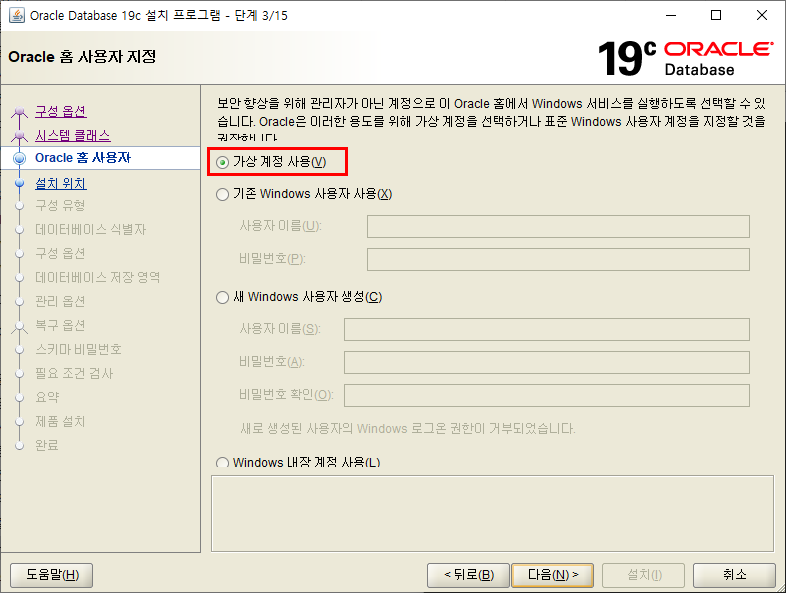 Oracle Database 19c 설치 프로그램 - 단계 3/15
Oracle 홈 사용자 지정
19c ORACLE
Database
구성 옵션
시스템 클래스
Oracle 홈 사용자
설치 위치
구성 유형
데이터베이스 식별자
구성 옵션
데이터베이스 저장 영역
관리 옵션
복구 옵션
스키마 비밀번호
필요 조건 검사
요약
제품 설치
완료
보안 향상을 위해 관리자가 아닌 계정으로 이 Oracle 홈에서 Windows 서비스를 실행하도록 선택할 수 있
습니다. Oracle은 이러한 용도를 위해 가상 계정을 선택하거나 표준 Windows 사용자 계정을 지정할 것을
권장합니다.
가상 계정 사용(V)
기존 Windows 사용자 사용(X)
사용자 이름(U):
비밀번호(P):
새 Windows 사용자 생성(C)
사용자 이름(S):
비밀번호(A):
비밀번호 확인(O):
새로 생성된 사용자의 Windows 로그온 권한이 거부되었습니다.
Windows 내장 계정 사용(L)
도움말(H)
< 뒤로(B)
다음(N) >
설치(I)
취소